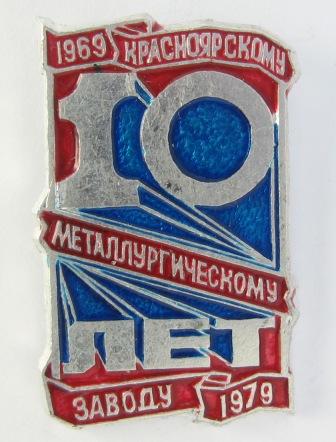 1969 КРАСНОЯРСКОМУ
10
МЕТАЛЛУРГИЧЕСКОМУ
ЛЕТ
ЗАВОДУ 1979